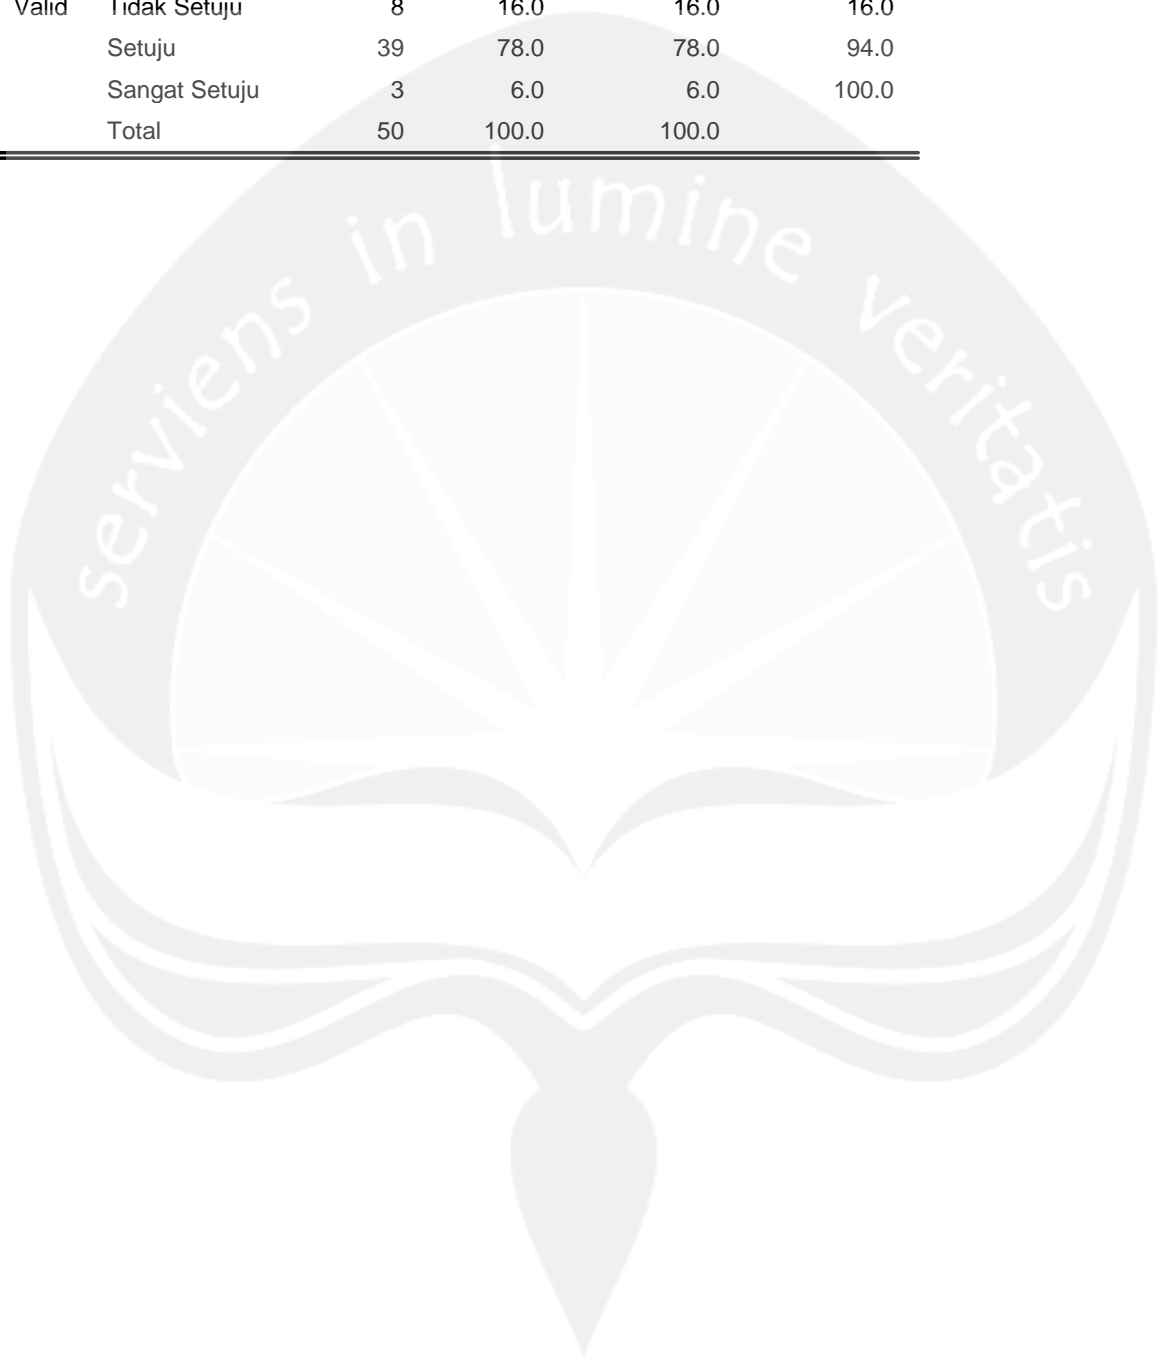 Valid Tidak Setuju 8 16.0 16.0 16.0
Setuju 39 78.0 78.0 94.0
Sangat Setuju 3 6.0 6.0 100.0
Total 50 100.0 100.0
serviens in lumine veritatis